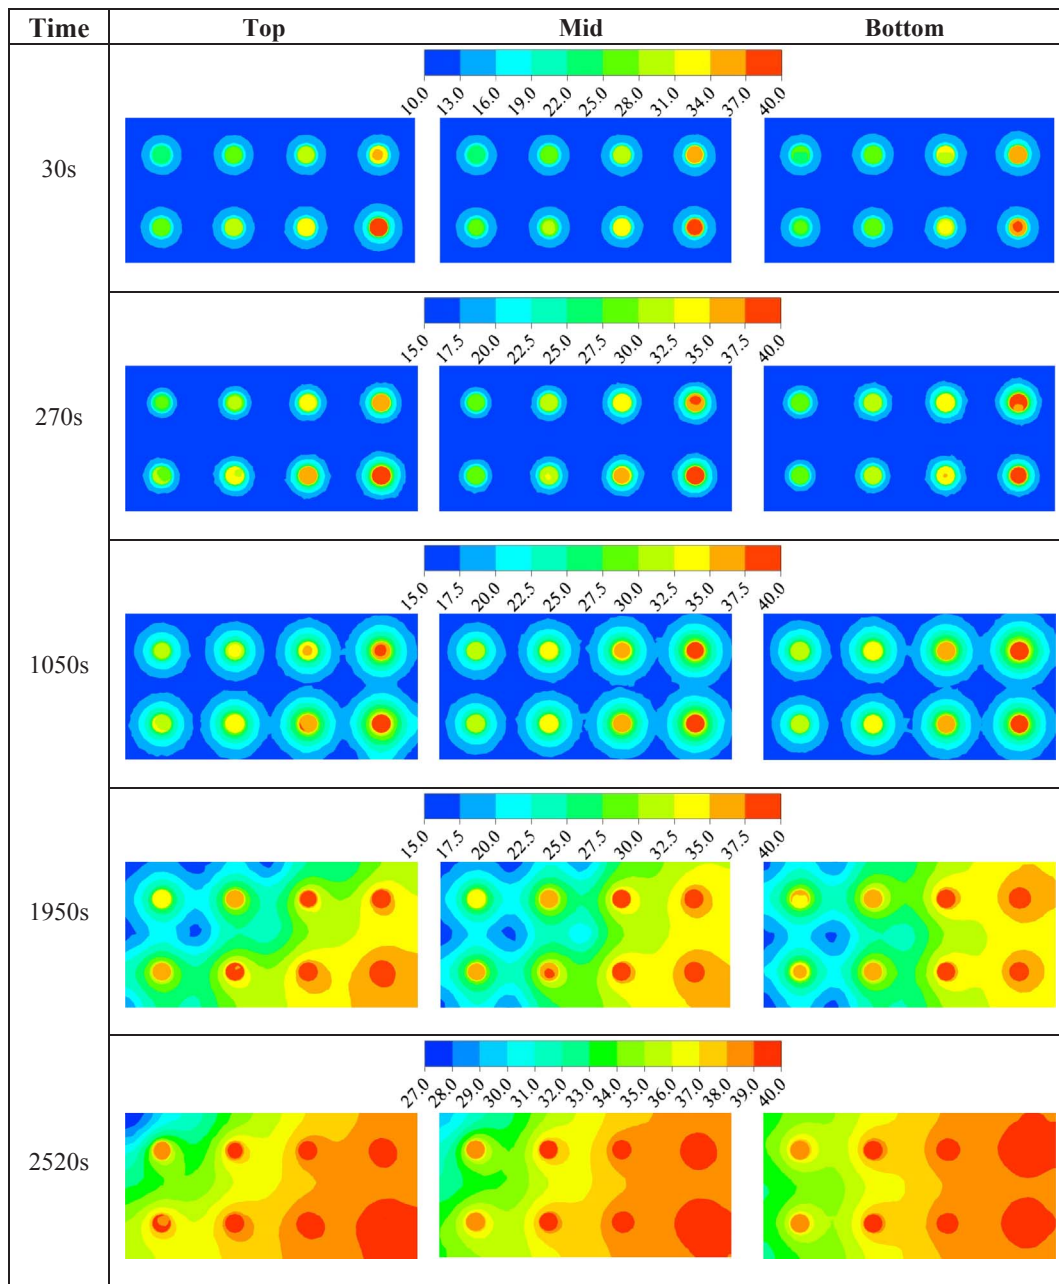 Time Top Mid Bottom
10.0 13.0 16.0 19.0 22.0 25.0 28.0 31.0 34.0 37.0 40.0
30s
15.0 17.5 20.0 22.5 25.0 27.5 30.0 32.5 35.0 37.5 40.0
270s
15.0 17.5 20.0 22.5 25.0 27.5 30.0 32.5 35.0 37.5 40.0
1050s
15.0 17.5 20.0 22.5 25.0 27.5 30.0 32.5 35.0 37.5 40.0
1950s
27.0 28.0 29.0 30.0 31.0 32.0 33.0 34.0 35.0 36.0 37.0 38.0 39.0 40.0
2520s